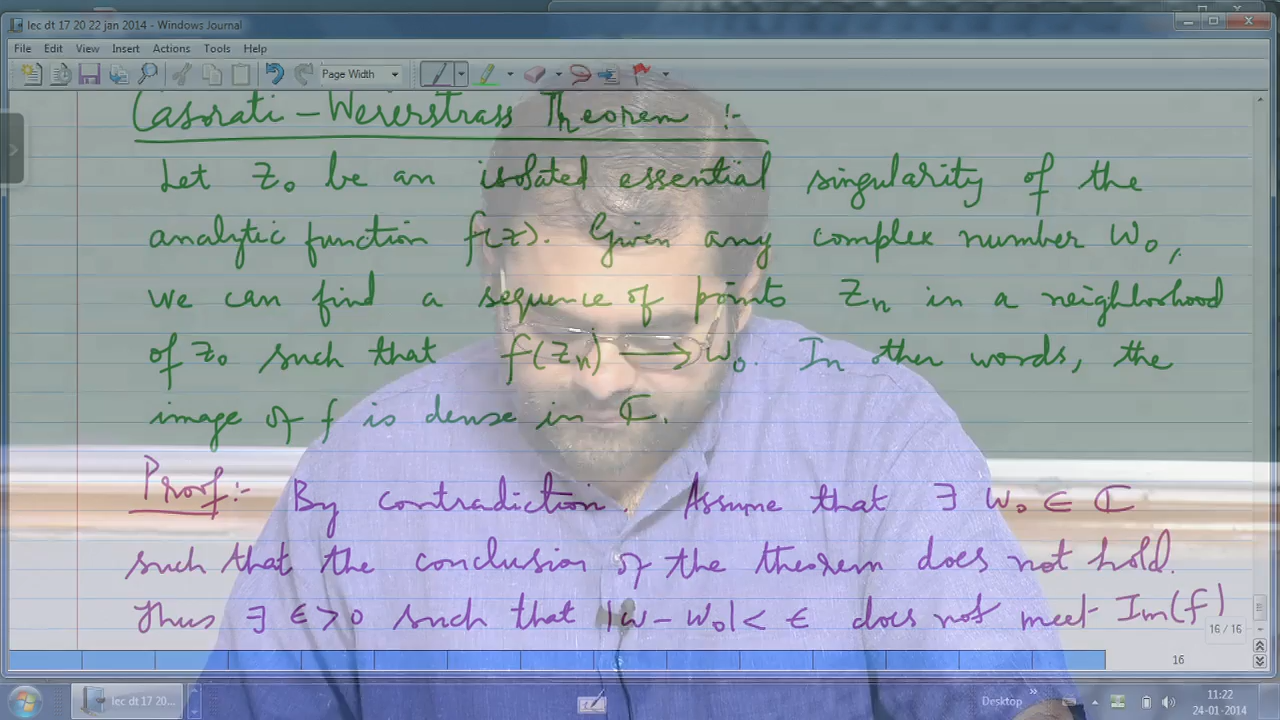 lec dt 17 20 22 jan 2014 - Windows Journal
File Edit View Insert Actions Tools Help
Page Width
Casorati – Weierstrass Theorem :-
Let z₀ be an isolated essential singularity of the
analytic function f(z). Given any complex number w₀,
we can find a sequence of points zₙ in a neighborhood
of z₀ such that f(zₙ) ⟶ w₀. In other words, the
image of f is dense in ℂ.
Proof:- By contradiction. Assume that ∃ w₀ ∈ ℂ
such that the conclusion of the theorem does not hold.
Thus ∃ ϵ > 0 such that |w – w₀| < ϵ does not meet Im(f)
16 / 16
16
lec dt 17 20... Desktop » 11:22
24-01-2014